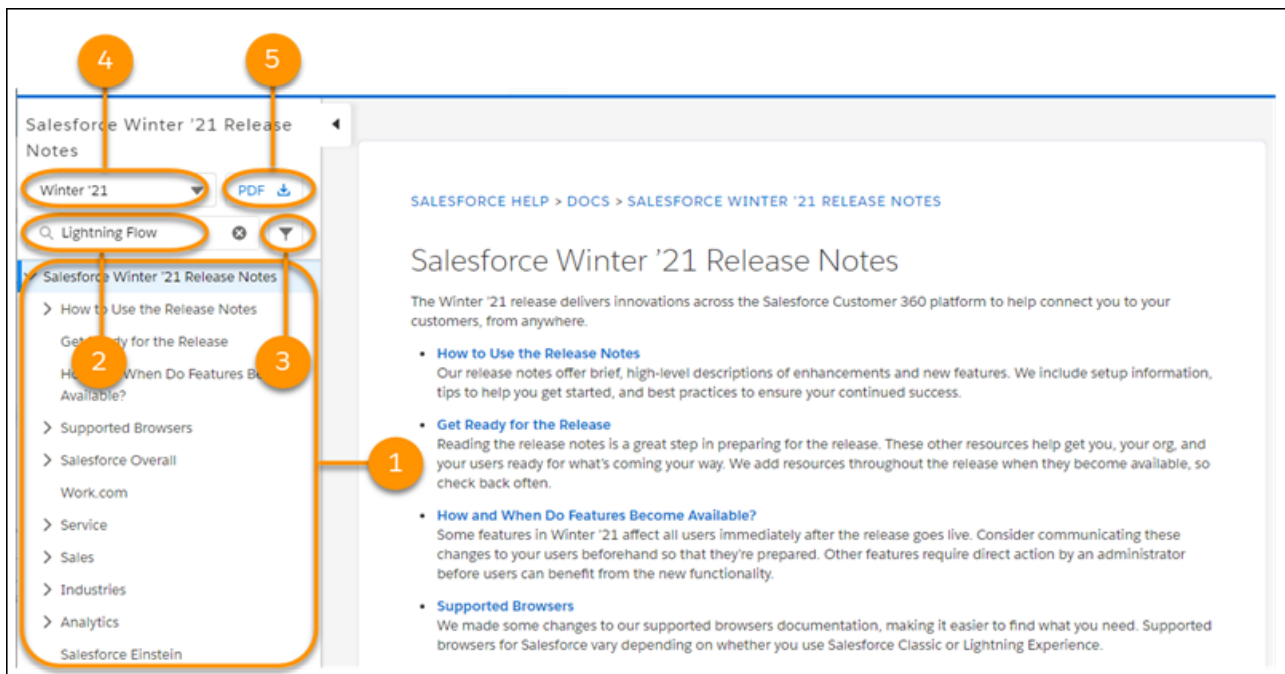 4
5
Salesforce Winter '21 Release
Notes
Winter '21
PDF
Lightning Flow
Salesforce Winter '21 Release Notes
How to Use the Release Notes
Get Ready for the Release
2
3
When Do Features
Available?
Supported Browsers
Salesforce Overall
1
Work.com
Service
Sales
Industries
Analytics
Salesforce Einstein
SALESFORCE HELP > DOCS > SALESFORCE WINTER '21 RELEASE NOTES
Salesforce Winter '21 Release Notes
The Winter '21 release delivers innovations across the Salesforce Customer 360 platform to help connect you to your
customers, from anywhere.
• How to Use the Release Notes
Our release notes offer brief, high-level descriptions of enhancements and new features. We include setup information,
tips to help you get started, and best practices to ensure your continued success.
• Get Ready for the Release
Reading the release notes is a great step in preparing for the release. These other resources help get you, your org, and
your users ready for what's coming your way. We add resources throughout the release when they become available, so
check back often.
• How and When Do Features Become Available?
Some features in Winter '21 affect all users immediately after the release goes live. Consider communicating these
changes to your users beforehand so that they're prepared. Other features require direct action by an administrator
before users can benefit from the new functionality.
• Supported Browsers
We made some changes to our supported browsers documentation, making it easier to find what you need. Supported
browsers for Salesforce vary depending on whether you use Salesforce Classic or Lightning Experience.